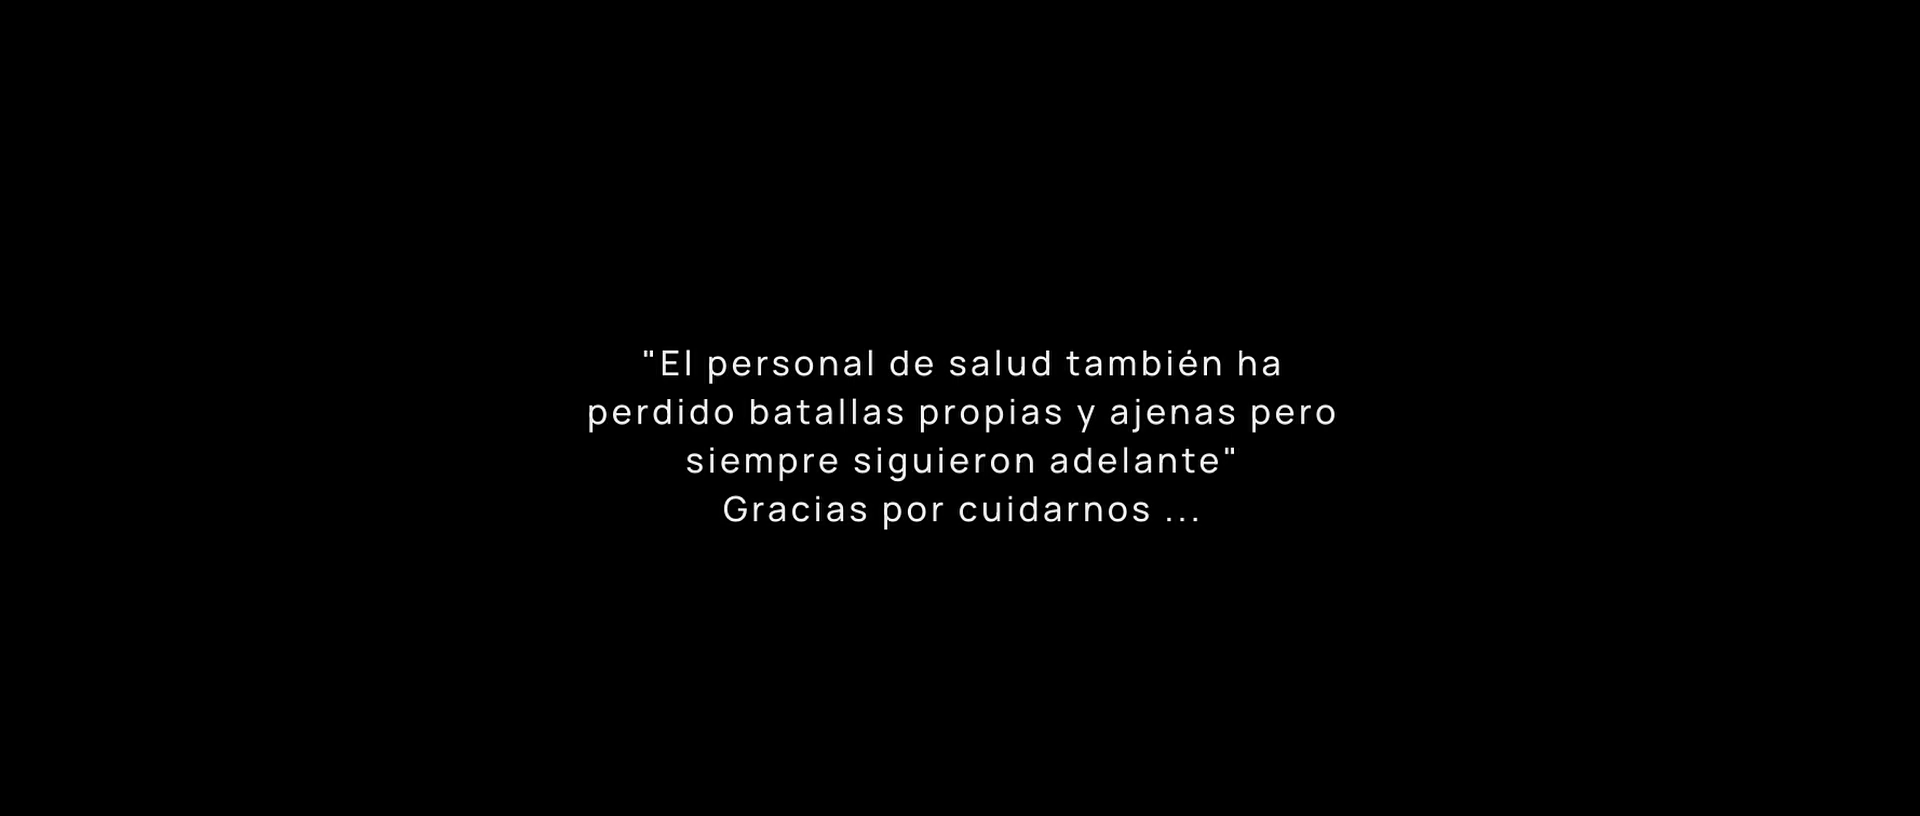 "El personal de salud también ha
perdido batallas propias y ajenas pero
siempre siguieron adelante"
Gracias por cuidarnos ...